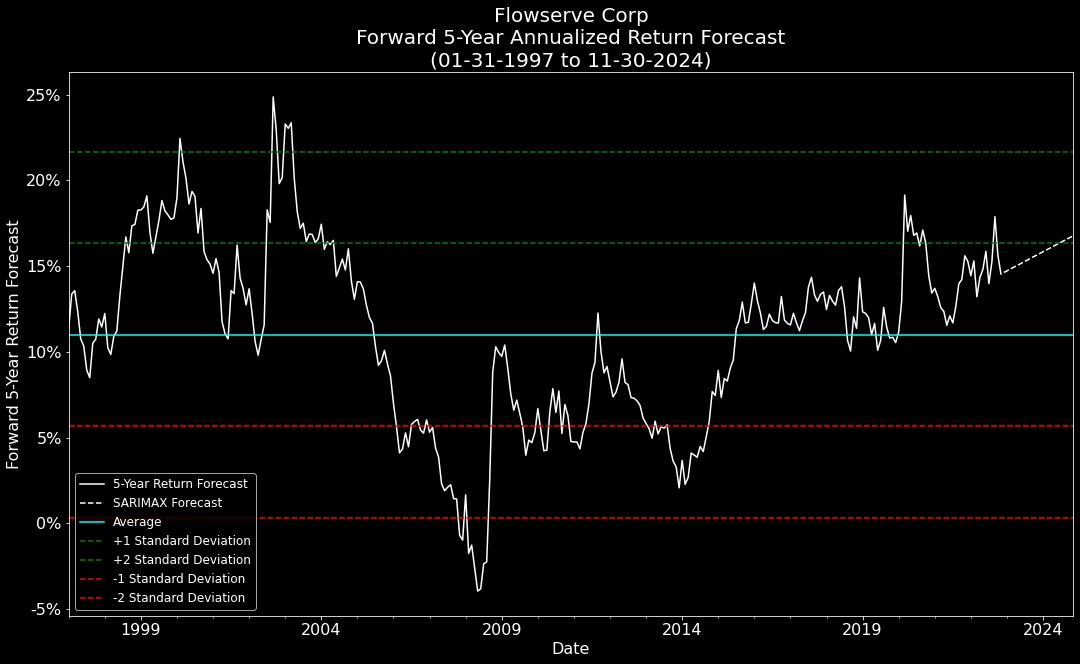 Flowserve Corp
Forward 5-Year Annualized Return Forecast
(01-31-1997 to 11-30-2024)
Forward 5-Year Return Forecast
25%
20%
15%
10%
5%
0%
-5%
5-Year Return Forecast
SARIMAX Forecast
Average
+1 Standard Deviation
+2 Standard Deviation
-1 Standard Deviation
-2 Standard Deviation
1999
2004
2009
2014
2019
2024
Date